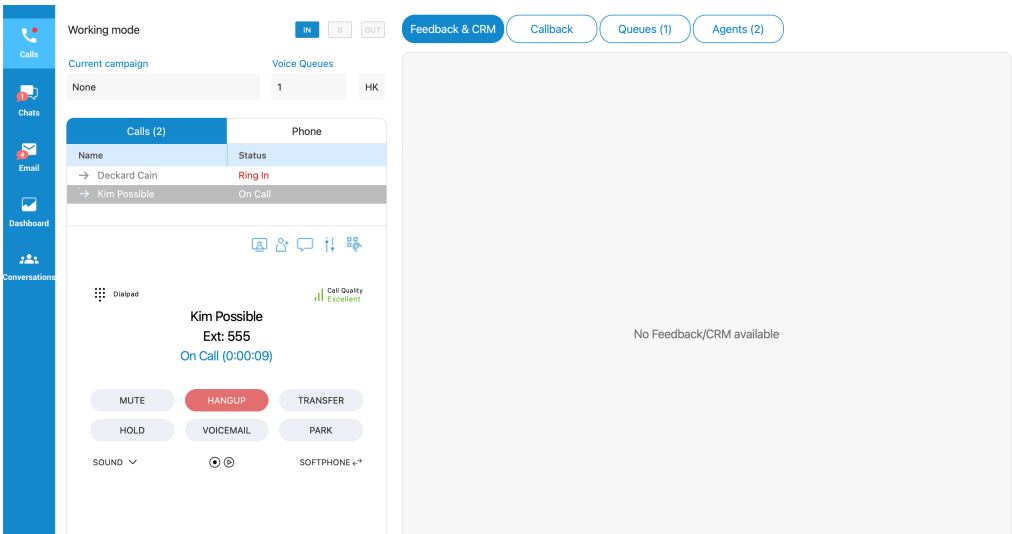 Calls
1
Chats
4
Email
Dashboard
Conversations
Working mode
IN
B
OUT
Current campaign
Voice Queues
None
1
HK
Calls (2)
Phone
Name
Status
Deckard Cain
Ring In
Kim Possible
On Call
Dialpad
Call Quality
Excellent
Kim Possible
Ext: 555
On Call (0:00:09)
MUTE
HANGUP
TRANSFER
HOLD
VOICEMAIL
PARK
SOUND
SOFTPHONE
Feedback & CRM
Callback
Queues (1)
Agents (2)
No Feedback/CRM available